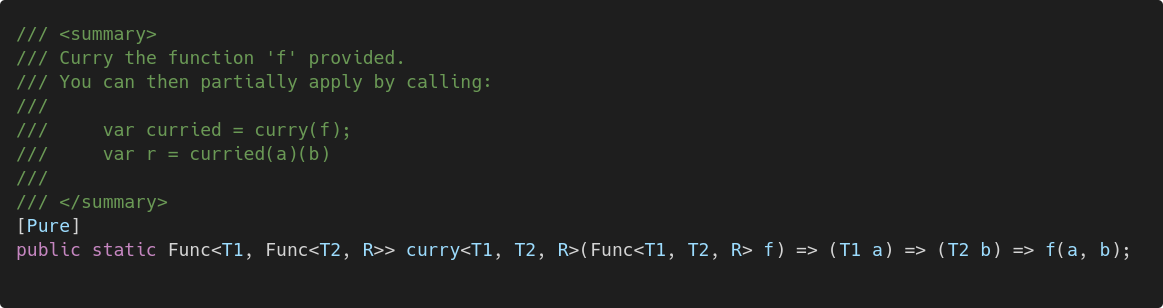 /// <summary>
/// Curry the function 'f' provided.
/// You can then partially apply by calling:
///
///     var curried = curry(f);
///     var r = curried(a)(b)
///
/// </summary>
[Pure]
public static Func<T1, Func<T2, R>> curry<T1, T2, R>(Func<T1, T2, R> f) => (T1 a) => (T2 b) => f(a, b);